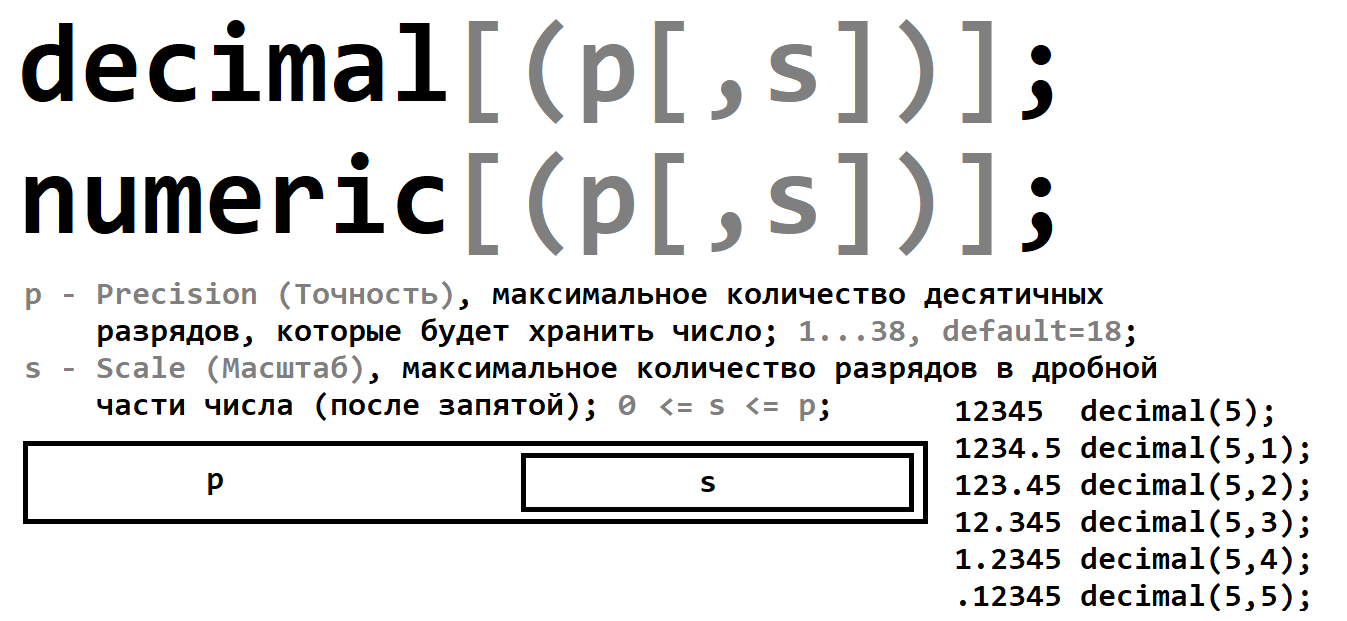 decimal[(p[,s])];
numeric[(p[,s])];
p - Precision (Точность), максимальное количество десятичных
разрядов, которые будет хранить число; 1...38, default=18;
s - Scale (Масштаб), максимальное количество разрядов в дробной
части числа (после запятой); 0 <= s <= p;
p
s
12345 decimal(5);
1234.5 decimal(5,1);
123.45 decimal(5,2);
12.345 decimal(5,3);
1.2345 decimal(5,4);
.12345 decimal(5,5);